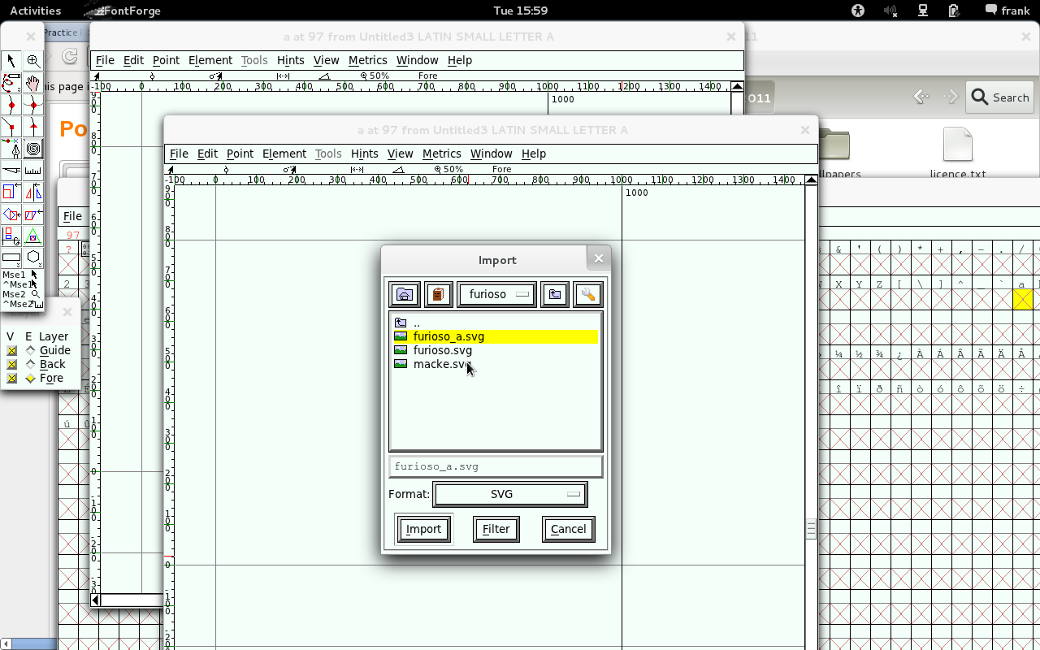 Activities FontForge Tue 15:59 frank
Practice
a at 97 from Untitled3 LATIN SMALL LETTER A
File Edit Point Element Tools Hints View Metrics Window Help
50% Fore
-100 0 100 200 300 400 500 600 700 800 900 1000 1100 1200 1300 1400
1000
his page i
Po
011
Search
llpapers
licence.txt
a at 97 from Untitled3 LATIN SMALL LETTER A
File Edit Point Element Tools Hints View Metrics Window Help
50% Fore
-100 0 100 200 300 400 500 600 700 800 900 1000 1100 1200 1300 1400
1000
File
97
Mse1
^Mse1
Mse2
^Mse2
V E Layer
Guide
Back
Fore
Import
furioso
..
furioso_a.svg
furioso.svg
macke.svg
furioso_a.svg
Format: SVG
Import Filter Cancel
& ' ( ) * + , - . /
X Y Z [ \ ] ^ _ ` a